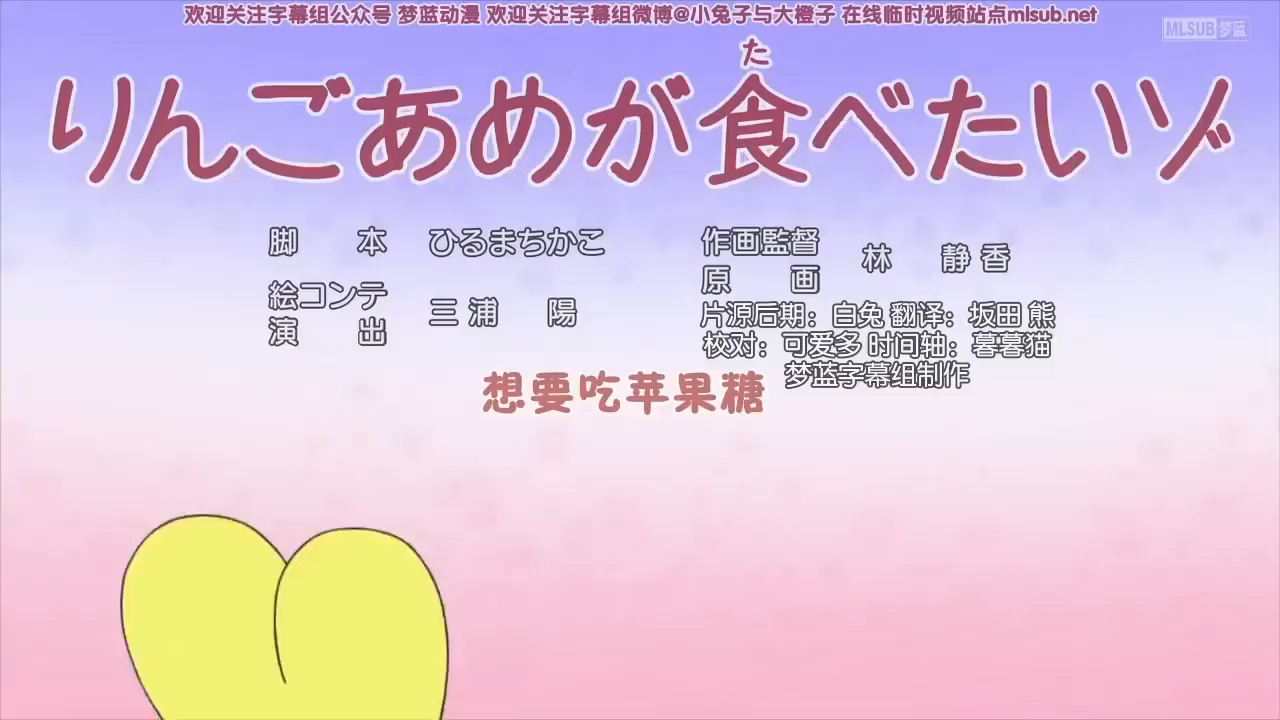 欢迎关注字幕组公众号 梦蓝动漫 欢迎关注字幕组微博@小兔子与大橙子 在线临时视频站点mlsub.net
MLSUB 梦蓝
た
りんごあめが食べたいゾ
脚本 ひるまちかこ
絵コンテ
演出
三浦 陽
作画監督
原画
林 静香
片源后期：白兔 翻译：坂田 熊
校对：可爱多 时间轴：暮暮猫
梦蓝字幕组制作
想要吃苹果糖